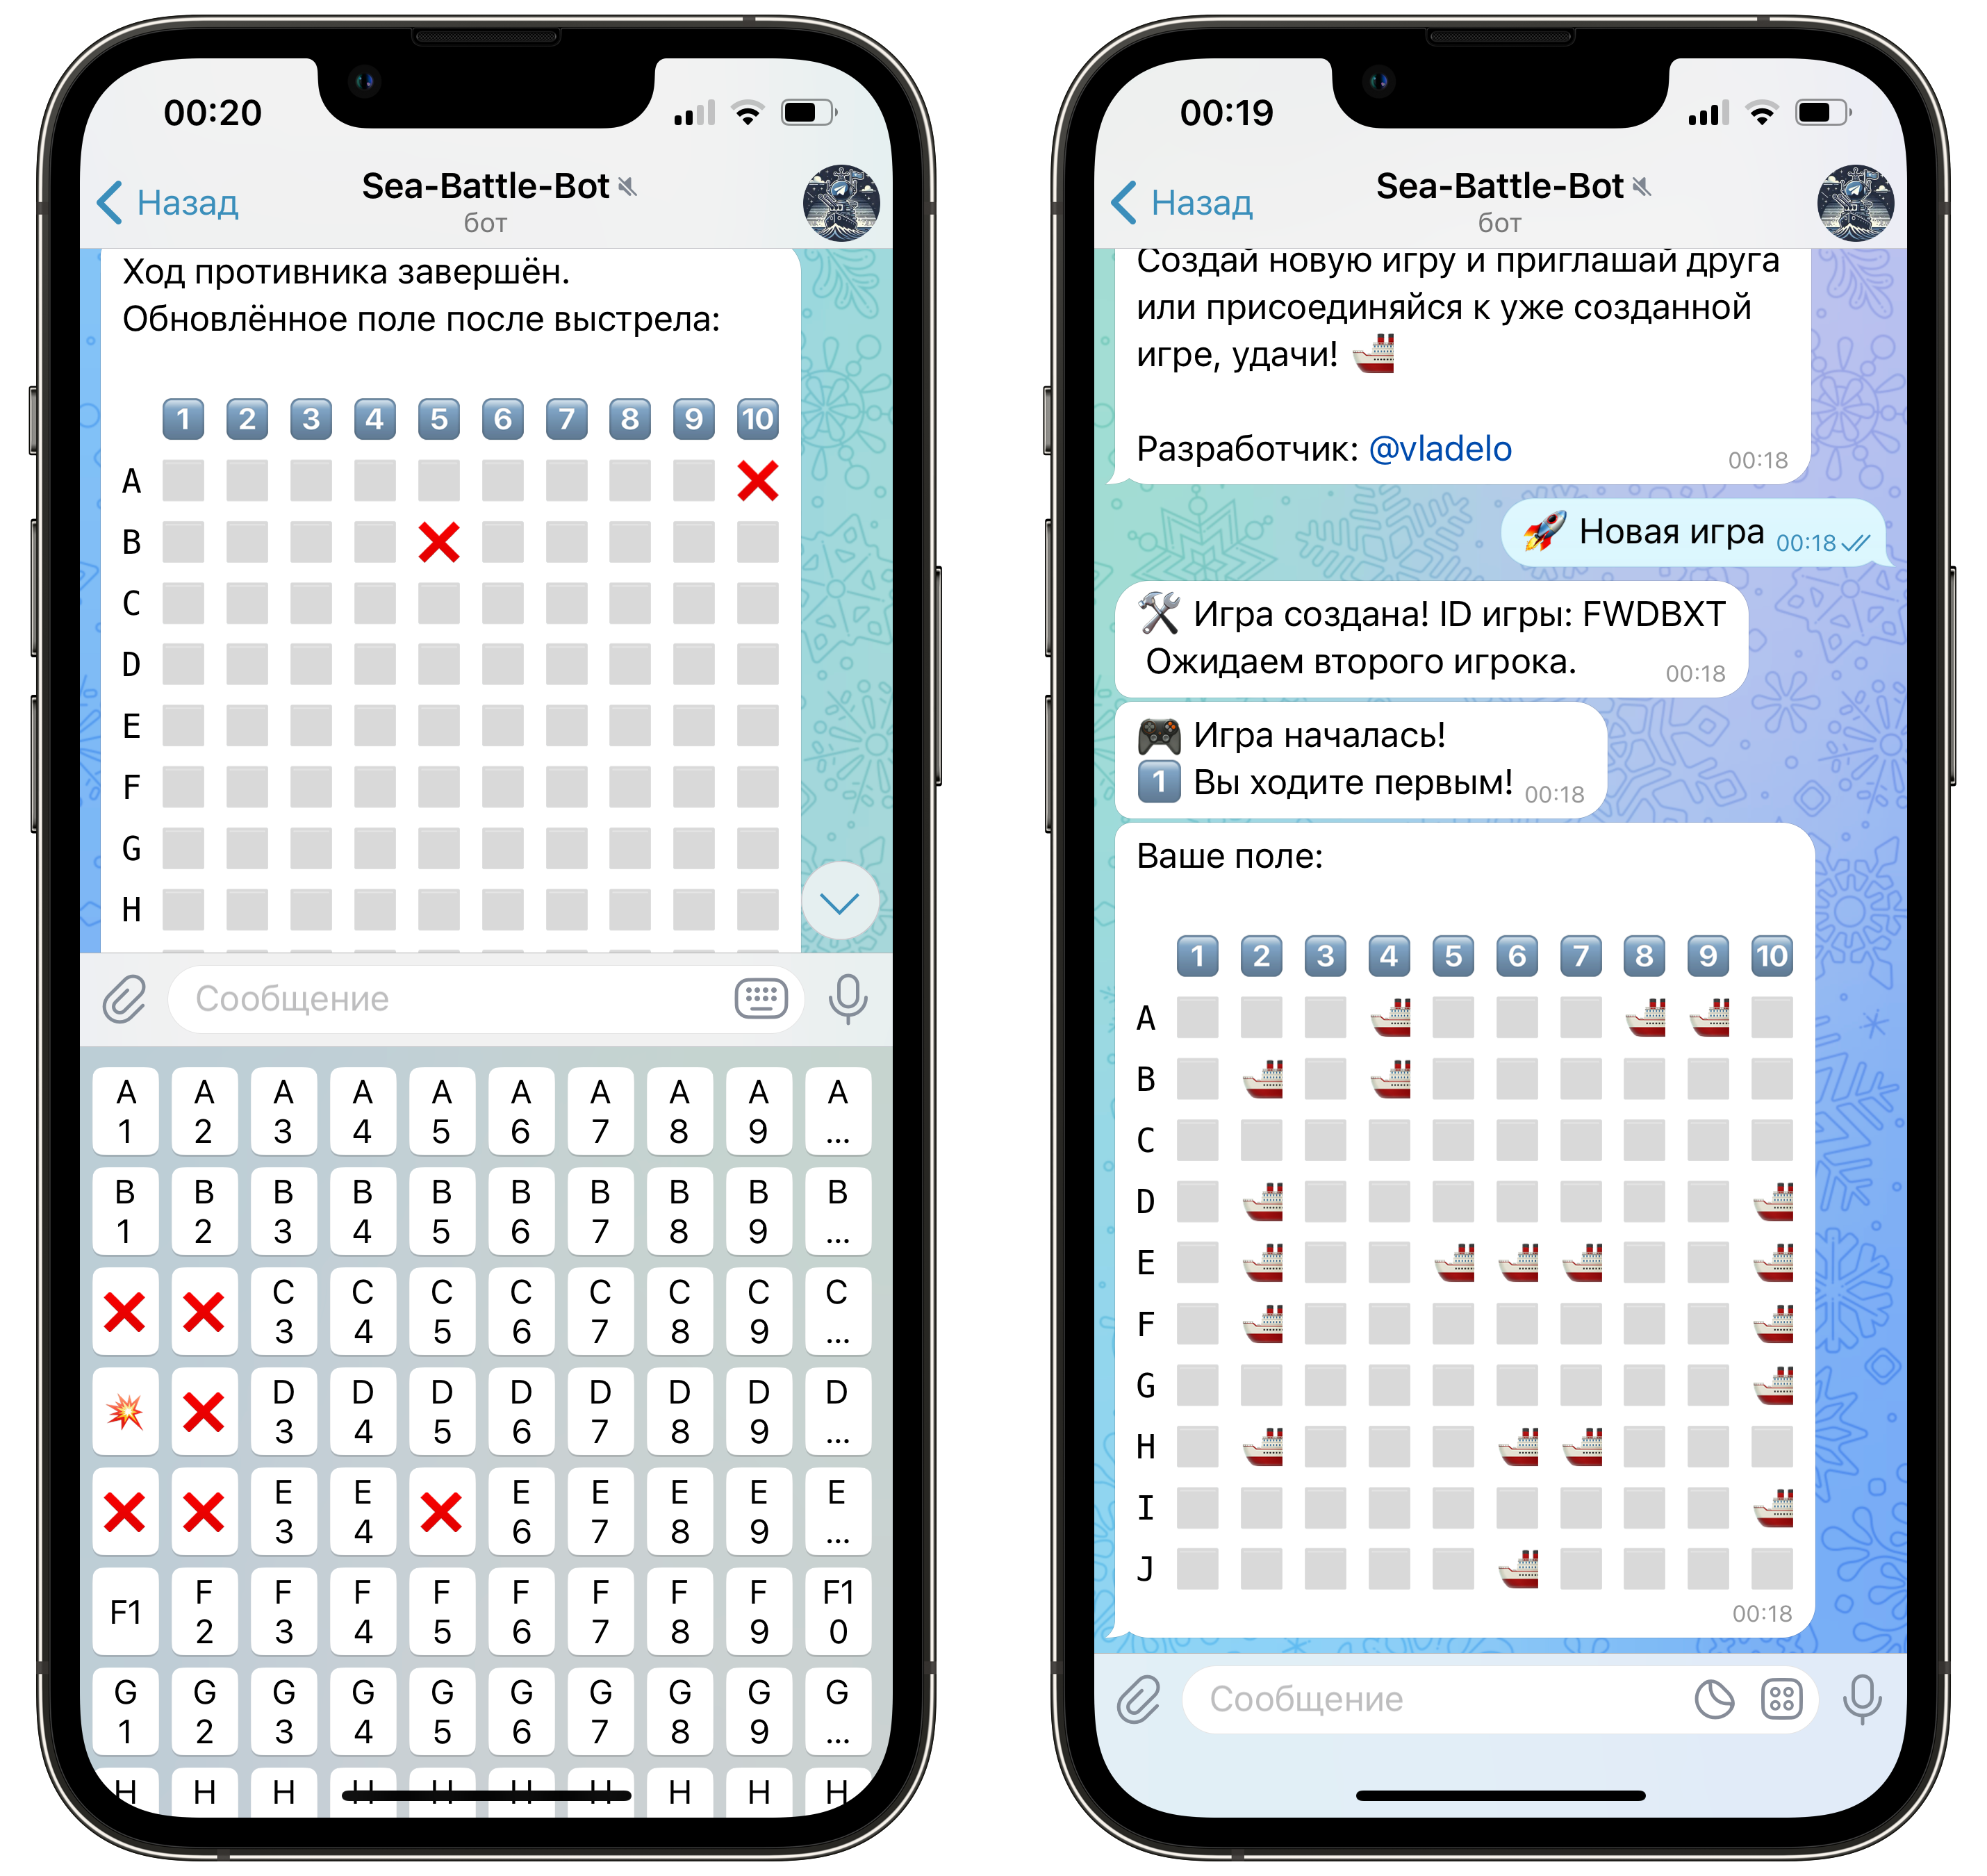 00:20
Назад
Sea-Battle-Bot
бот
Ход противника завершён.
Обновлённое поле после выстрела:
1 2 3 4 5 6 7 8 9 10
A
B
C
D
E
F
G
H
Сообщение
A 1 A 2 A 3 A 4 A 5 A 6 A 7 A 8 A 9 A ...
B 1 B 2 B 3 B 4 B 5 B 6 B 7 B 8 B 9 B ...
C 3 C 4 C 5 C 6 C 7 C 8 C 9 C ...
D 3 D 4 D 5 D 6 D 7 D 8 D 9 D ...
E 3 E 4 E 6 E 7 E 8 E 9 E ...
F1 F 2 F 3 F 4 F 5 F 6 F 7 F 8 F 9 F1 0
G 1 G 2 G 3 G 4 G 5 G 6 G 7 G 8 G 9 G ...
H H H H H H H H H H
00:19
Назад
Sea-Battle-Bot
бот
Создай новую игру и приглашай друга
или присоединяйся к уже созданной
игре, удачи!
Разработчик: @vladelo 00:18
Новая игра 00:18
Игра создана! ID игры: FWDBXT
Ожидаем второго игрока. 00:18
Игра началась!
1 Вы ходите первым! 00:18
Ваше поле:
1 2 3 4 5 6 7 8 9 10
A
B
C
D
E
F
G
H
I
J
00:18
Сообщение